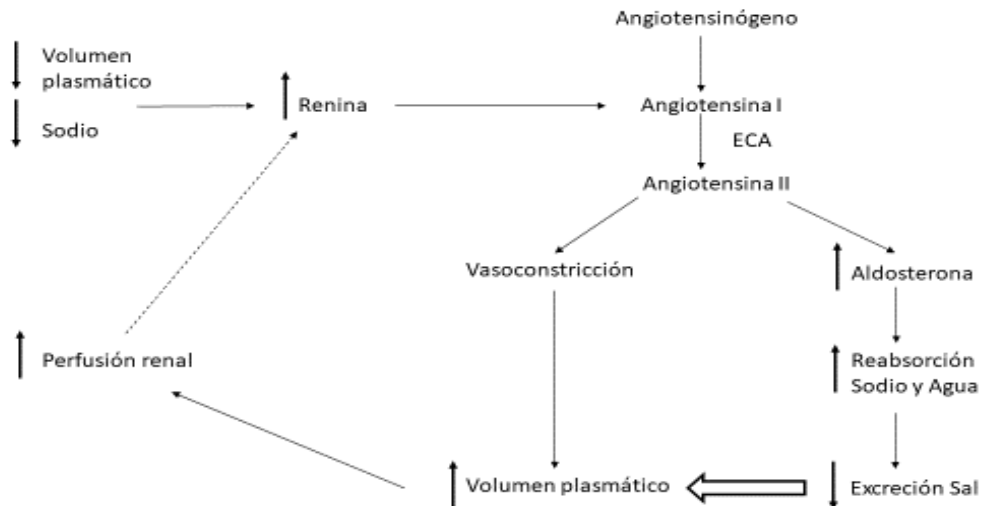 Angiotensinógeno
Volumen
plasmático
Sodio
Renina
Angiotensina I
ECA
Angiotensina II
Vasoconstricción
Aldosterona
Perfusión renal
Reabsorción
Sodio y Agua
Volumen plasmático
Excreción Sal